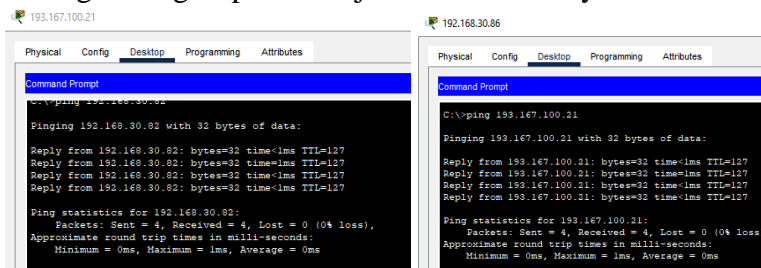 193.167.100.21
Physical Config Desktop Programming Attributes
Command Prompt
C:\>ping 192.168.30.82
Pinging 192.168.30.82 with 32 bytes of data:
Reply from 192.168.30.82: bytes=32 time<1ms TTL=127
Reply from 192.168.30.82: bytes=32 time=1ms TTL=127
Reply from 192.168.30.82: bytes=32 time<1ms TTL=127
Reply from 192.168.30.82: bytes=32 time<1ms TTL=127
Ping statistics for 192.168.30.82:
Packets: Sent = 4, Received = 4, Lost = 0 (0% loss),
Approximate round trip times in milli-seconds:
Minimum = 0ms, Maximum = 1ms, Average = 0ms
192.168.30.86
Physical Config Desktop Programming Attributes
Command Prompt
C:\>ping 193.167.100.21
Pinging 193.167.100.21 with 32 bytes of data:
Reply from 193.167.100.21: bytes=32 time<1ms TTL=127
Reply from 193.167.100.21: bytes=32 time=1ms TTL=127
Reply from 193.167.100.21: bytes=32 time<1ms TTL=127
Reply from 193.167.100.21: bytes=32 time<1ms TTL=127
Ping statistics for 193.167.100.21:
Packets: Sent = 4, Received = 4, Lost = 0 (0% loss
Approximate round trip times in milli-seconds:
Minimum = 0ms, Maximum = 1ms, Average = 0ms